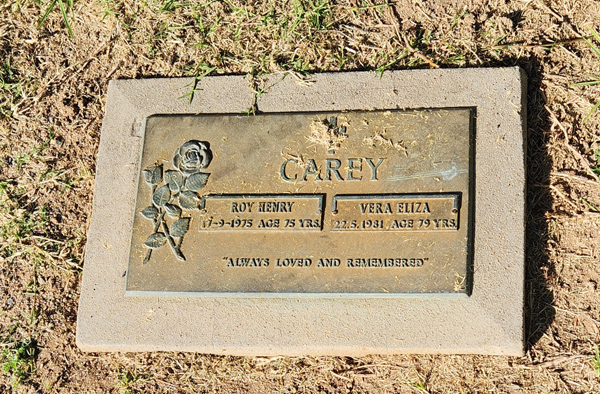 CAREY
ROY HENRY
17-9-1975 AGE 75 YRS.
VERA ELIZA
22.5.1981 AGE 79 YRS.
"ALWAYS LOVED AND REMEMBERED"